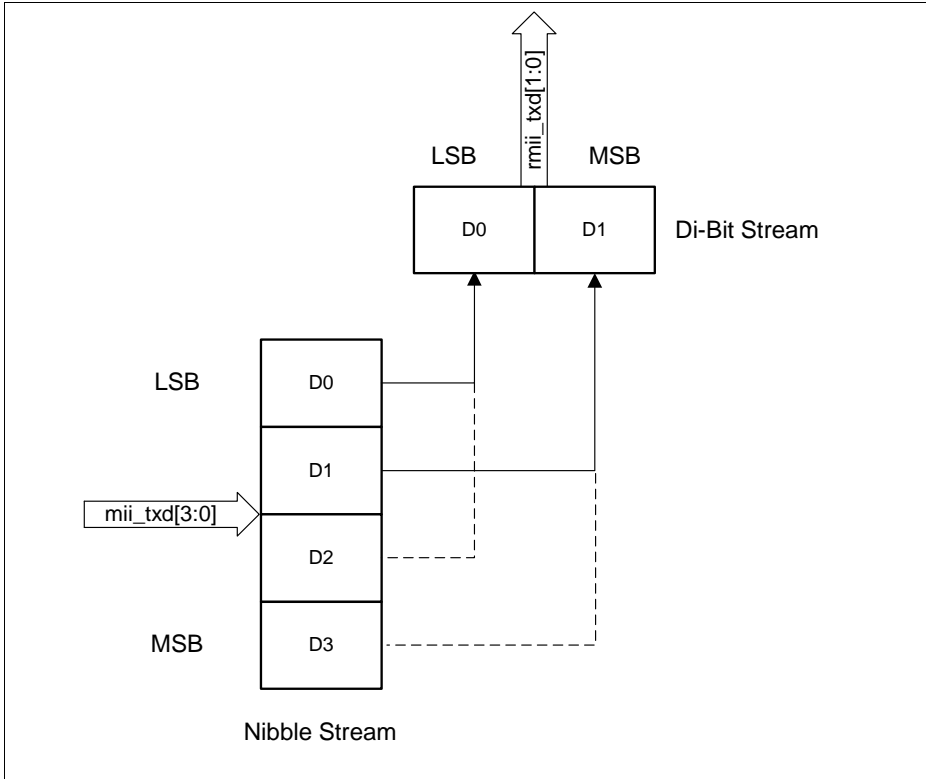 rmii_txd[1:0]
LSB
MSB
D0
D1
Di-Bit Stream
LSB
D0
D1
mii_txd[3:0]
D2
MSB
D3
Nibble Stream